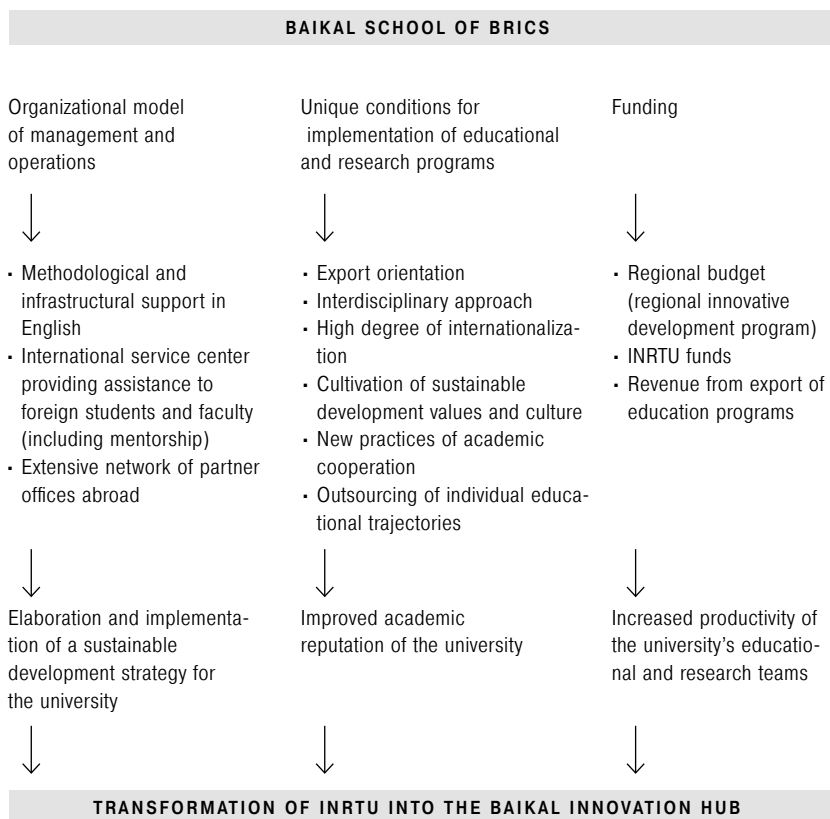 BAIKAL SCHOOL OF BRICS
Organizational model
of management and
operations
Unique conditions for
implementation of educational
and research programs
Funding
· Methodological and
infrastructural support in
English
· International service center
providing assistance to
foreign students and faculty
(including mentorship)
· Extensive network of partner
offices abroad
· Export orientation
· Interdisciplinary approach
· High degree of internationaliza-
tion
· Cultivation of sustainable
development values and culture
· New practices of academic
cooperation
· Outsourcing of individual educa-
tional trajectories
· Regional budget
(regional innovative
development program)
· INRTU funds
· Revenue from export of
education programs
Elaboration and implementa-
tion of a sustainable
development strategy for
the university
Improved academic
reputation of the university
Increased productivity of
the university’s educatio-
nal and research teams
TRANSFORMATION OF INRTU INTO THE BAIKAL INNOVATION HUB